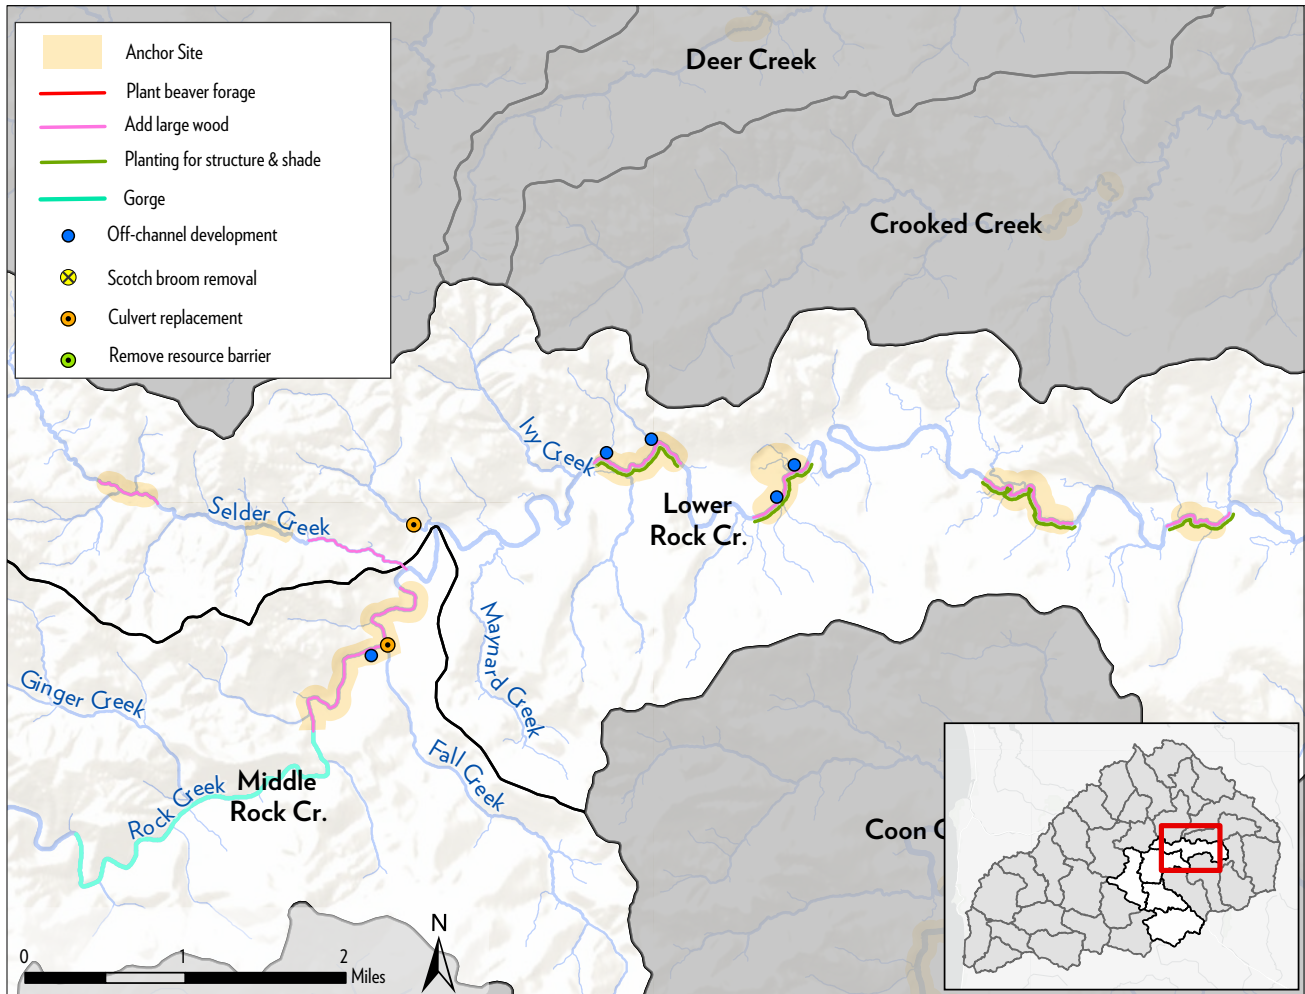 Anchor Site
Plant beaver forage
Add large wood
Planting for structure & shade
Gorge
Off-channel development
Scotch broom removal
Culvert replacement
Remove resource barrier
Deer Creek
Crooked Creek
Ivy Creek
Lower
Rock Cr.
Selder Creek
Maynard Creek
Ginger Creek
Fall Creek
Middle
Rock Cr.
Rock Creek
Coon C
N
0 1 2
Miles